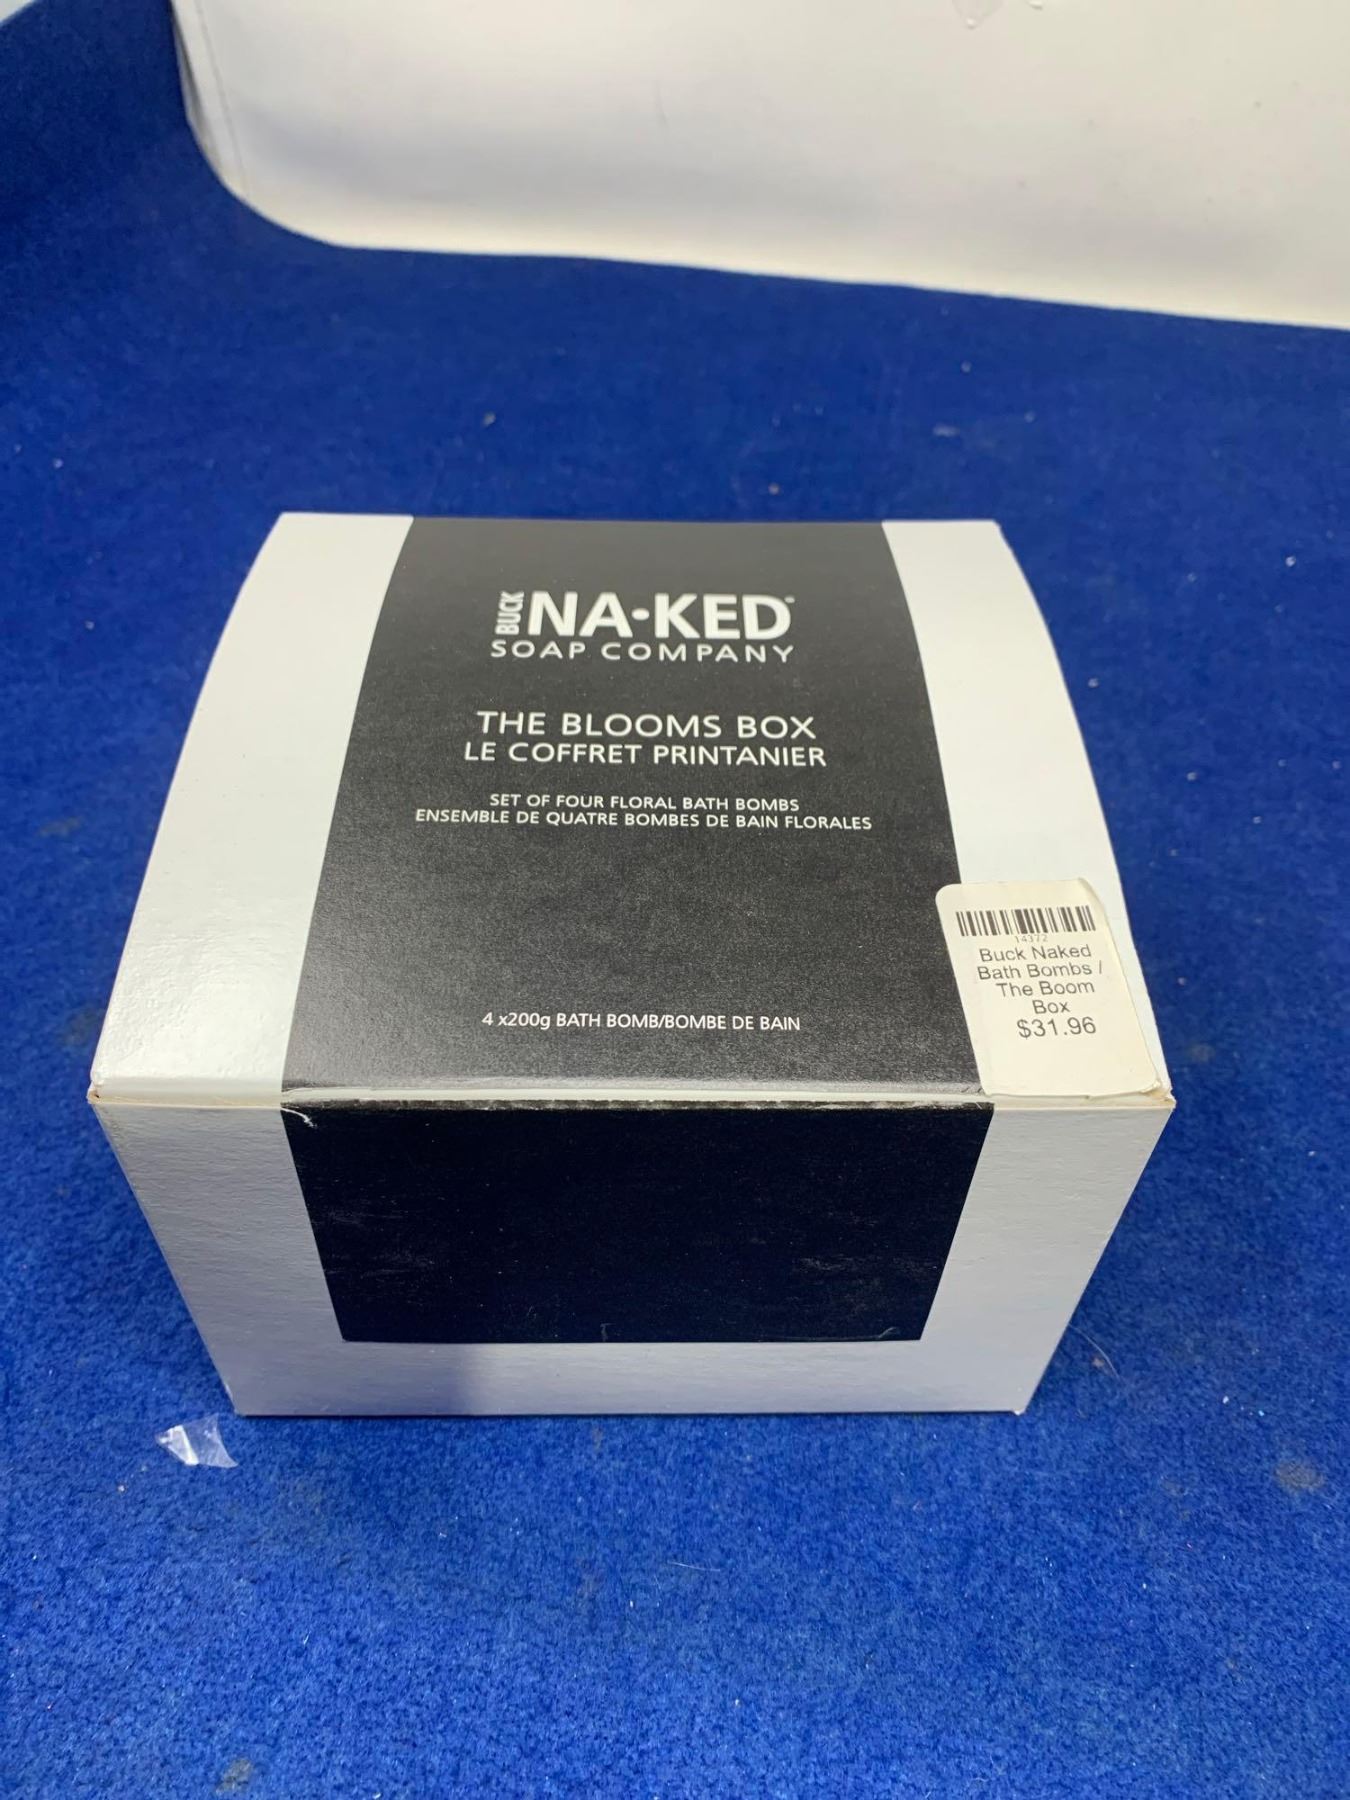 BUCK NA•KED
SOAP COMPANY
THE BLOOMS BOX
LE COFFRET PRINTANIER
SET OF FOUR FLORAL BATH BOMBS
ENSEMBLE DE QUATRE BOMBES DE BAIN FLORALES
4 x200g BATH BOMB/BOMBE DE BAIN
14372
Buck Naked
Bath Bombs /
The Boom
Box
$31.96